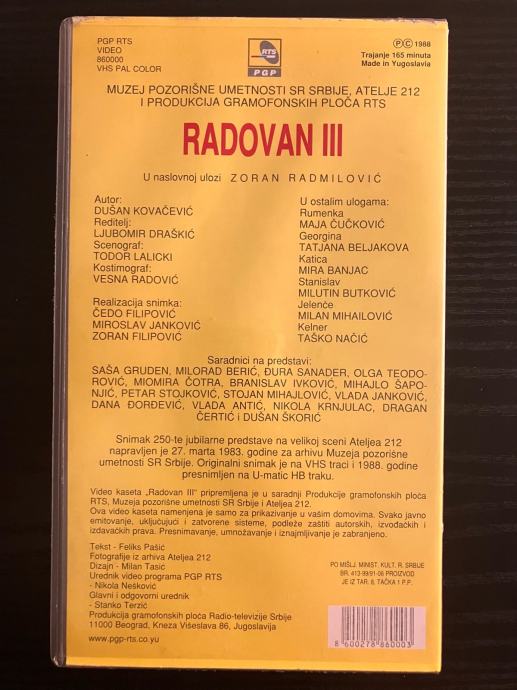 PGP RTS
VIDEO
860000
VHS PAL COLOR
RTS
PGP
ⓅⒸ 1988
Trajanje 165 minuta
Made in Yugoslavia
MUZEJ POZORIŠNE UMETNOSTI SR SRBIJE, ATELJE 212
I PRODUKCIJA GRAMOFONSKIH PLOČA RTS
RADOVAN III
U naslovnoj ulozi ZORAN RADMILOVIĆ
Autor:
DUŠAN KOVAČEVIĆ
Reditelj:
LJUBOMIR DRAŠKIĆ
Scenograf:
TODOR LALICKI
Kostimograf:
VESNA RADOVIĆ
Realizacija snimka:
ČEDO FILIPOVIĆ
MIROSLAV JANKOVIĆ
ZORAN FILIPOVIĆ
U ostalim ulogama:
Rumenka
MAJA ČUČKOVIĆ
Georgina
TATJANA BELJAKOVA
Katica
MIRA BANJAC
Stanislav
MILUTIN BUTKOVIĆ
Jelenče
MILAN MIHAILOVIĆ
Kelner
TAŠKO NAČIĆ
Saradnici na predstavi:
SAŠA GRUDEN, MILORAD BERIĆ, ĐURA SANADER, OLGA TEODO-
ROVIĆ, MIOMIRA ČOTRA, BRANISLAV IVKOVIĆ, MIHAJLO ŠAPO-
NJIĆ, PETAR STOJKOVIĆ, STOJAN MIHAJLOVIĆ, VLADA JANKOVIĆ,
DANA ĐORĐEVIĆ, VLADA ANTIĆ, NIKOLA KRNJULAC, DRAGAN
ČERTIĆ i DUŠAN ŠKORIĆ
Snimak 250-te jubilarne predstave na velikoj sceni Ateljea 212
napravljen je 27. marta 1983. godine za arhivu Muzeja pozorišne
umetnosti SR Srbije. Originalni snimak je na VHS traci i 1988. godine
presnimljen na U-matic HB traku.
Video kaseta „Radovan III" pripremljena je u saradnji Produkcije gramofonskih ploča
RTS, Muzeja pozorišne umetnosti SR Srbije i Ateljea 212.
Ova video kaseta namenjena je samo za prikazivanje u vašim domovima. Svako javno
emitovanje, uključujući i zatvorene sisteme, podleže zaštiti autorskih, izvođačkih i
izdavačkih prava. Presnimavanje, umnožavanje i iznajmljivanje je zabranjeno.
Tekst - Feliks Pašić
Fotografije iz arhiva Ateljea 212
Dizajn - Milan Tasić
Urednik video programa PGP RTS
- Nikola Nešković
Glavni i odgovorni urednik
- Stanko Terzić
Produkcija gramofonskih ploča Radio-televizije Srbije
11000 Beograd, Kneza Višeslava 86, Jugoslavija
www.pgp-rts.co.yu
PO MIŠLJ. MINIST. KULT. R. SRBIJE
BR. 413-99/91-06 PROIZVOD
JE IZ TAR. 8, TAČKA 1 P.P.
8 600278 860003